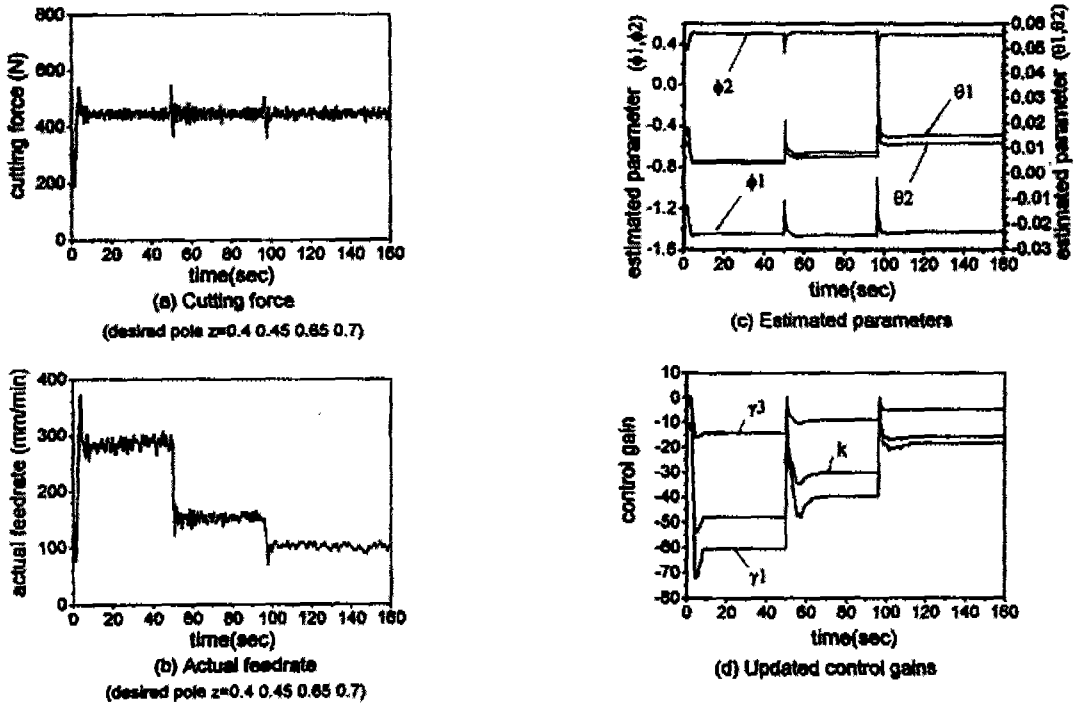 800
600
400
200
0
cutting force (N)
0 20 40 60 80 100 120 140 160
time(sec)
(a) Cutting force
(desired pole z=0.4 0.45 0.65 0.7)
400
300
200
100
0
actual feedrate (mm/min)
0 20 40 60 80 100 120 140 160
time(sec)
(b) Actual feedrate
(desired pole z=0.4 0.45 0.65 0.7)
estimated parameter (ϕ1,ϕ2)
0.4
0.0
-0.4
-0.8
-1.2
-1.6
ϕ2
ϕ1
θ1
θ2
0.06
0.05
0.04
0.03
0.02
0.01
0.00
-0.01
-0.02
-0.03
estimated parameter (θ1,θ2)
0 20 40 60 80 100 120 140 160
time(sec)
(c) Estimated parameters
10
0
-10
-20
-30
-40
-50
-60
-70
-80
control gain
γ3
k
γ1
0 20 40 60 80 100 120 140 160
time(sec)
(d) Updated control gains